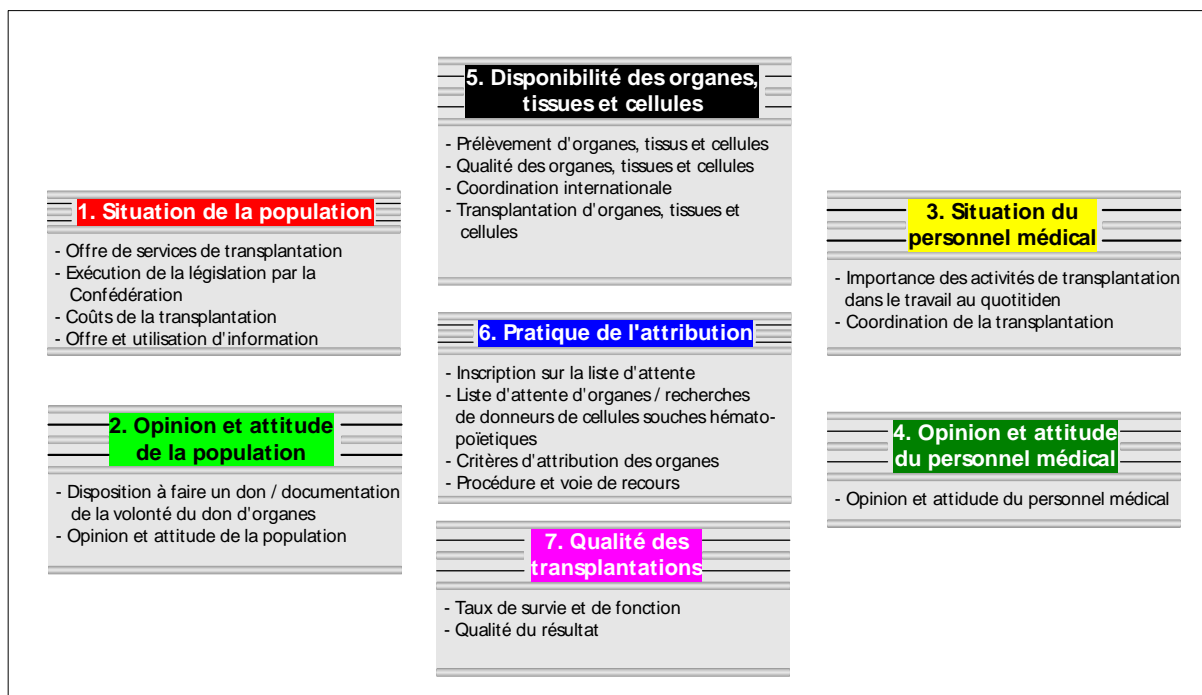 1. Situation de la population
- Offre de services de transplantation
- Exécution de la législation par la
Confédération
- Coûts de la transplantation
- Offre et utilisation d'information
2. Opinion et attitude
de la population
- Disposition à faire un don / documentation
de la volonté du don d'organes
- Opinion et attitude de la population
5. Disponibilité des organes,
tissues et cellules
- Prélèvement d'organes, tissus et cellules
- Qualité des organes, tissues et cellules
- Coordination internationale
- Transplantation d'organes, tissues et
cellules
6. Pratique de l'attribution
- Inscription sur la liste d'attente
- Liste d'attente d'organes / recherches
de donneurs de cellules souches hémato-
poïetiques
- Critères d'attribution des organes
- Procédure et voie de recours
7. Qualité des
transplantations
- Taux de survie et de fonction
- Qualité du résultat
3. Situation du
personnel médical
- Importance des activités de transplantation
dans le travail au quotitiden
- Coordination de la transplantation
4. Opinion et attitude
du personnel médical
- Opinion et attidude du personnel médical